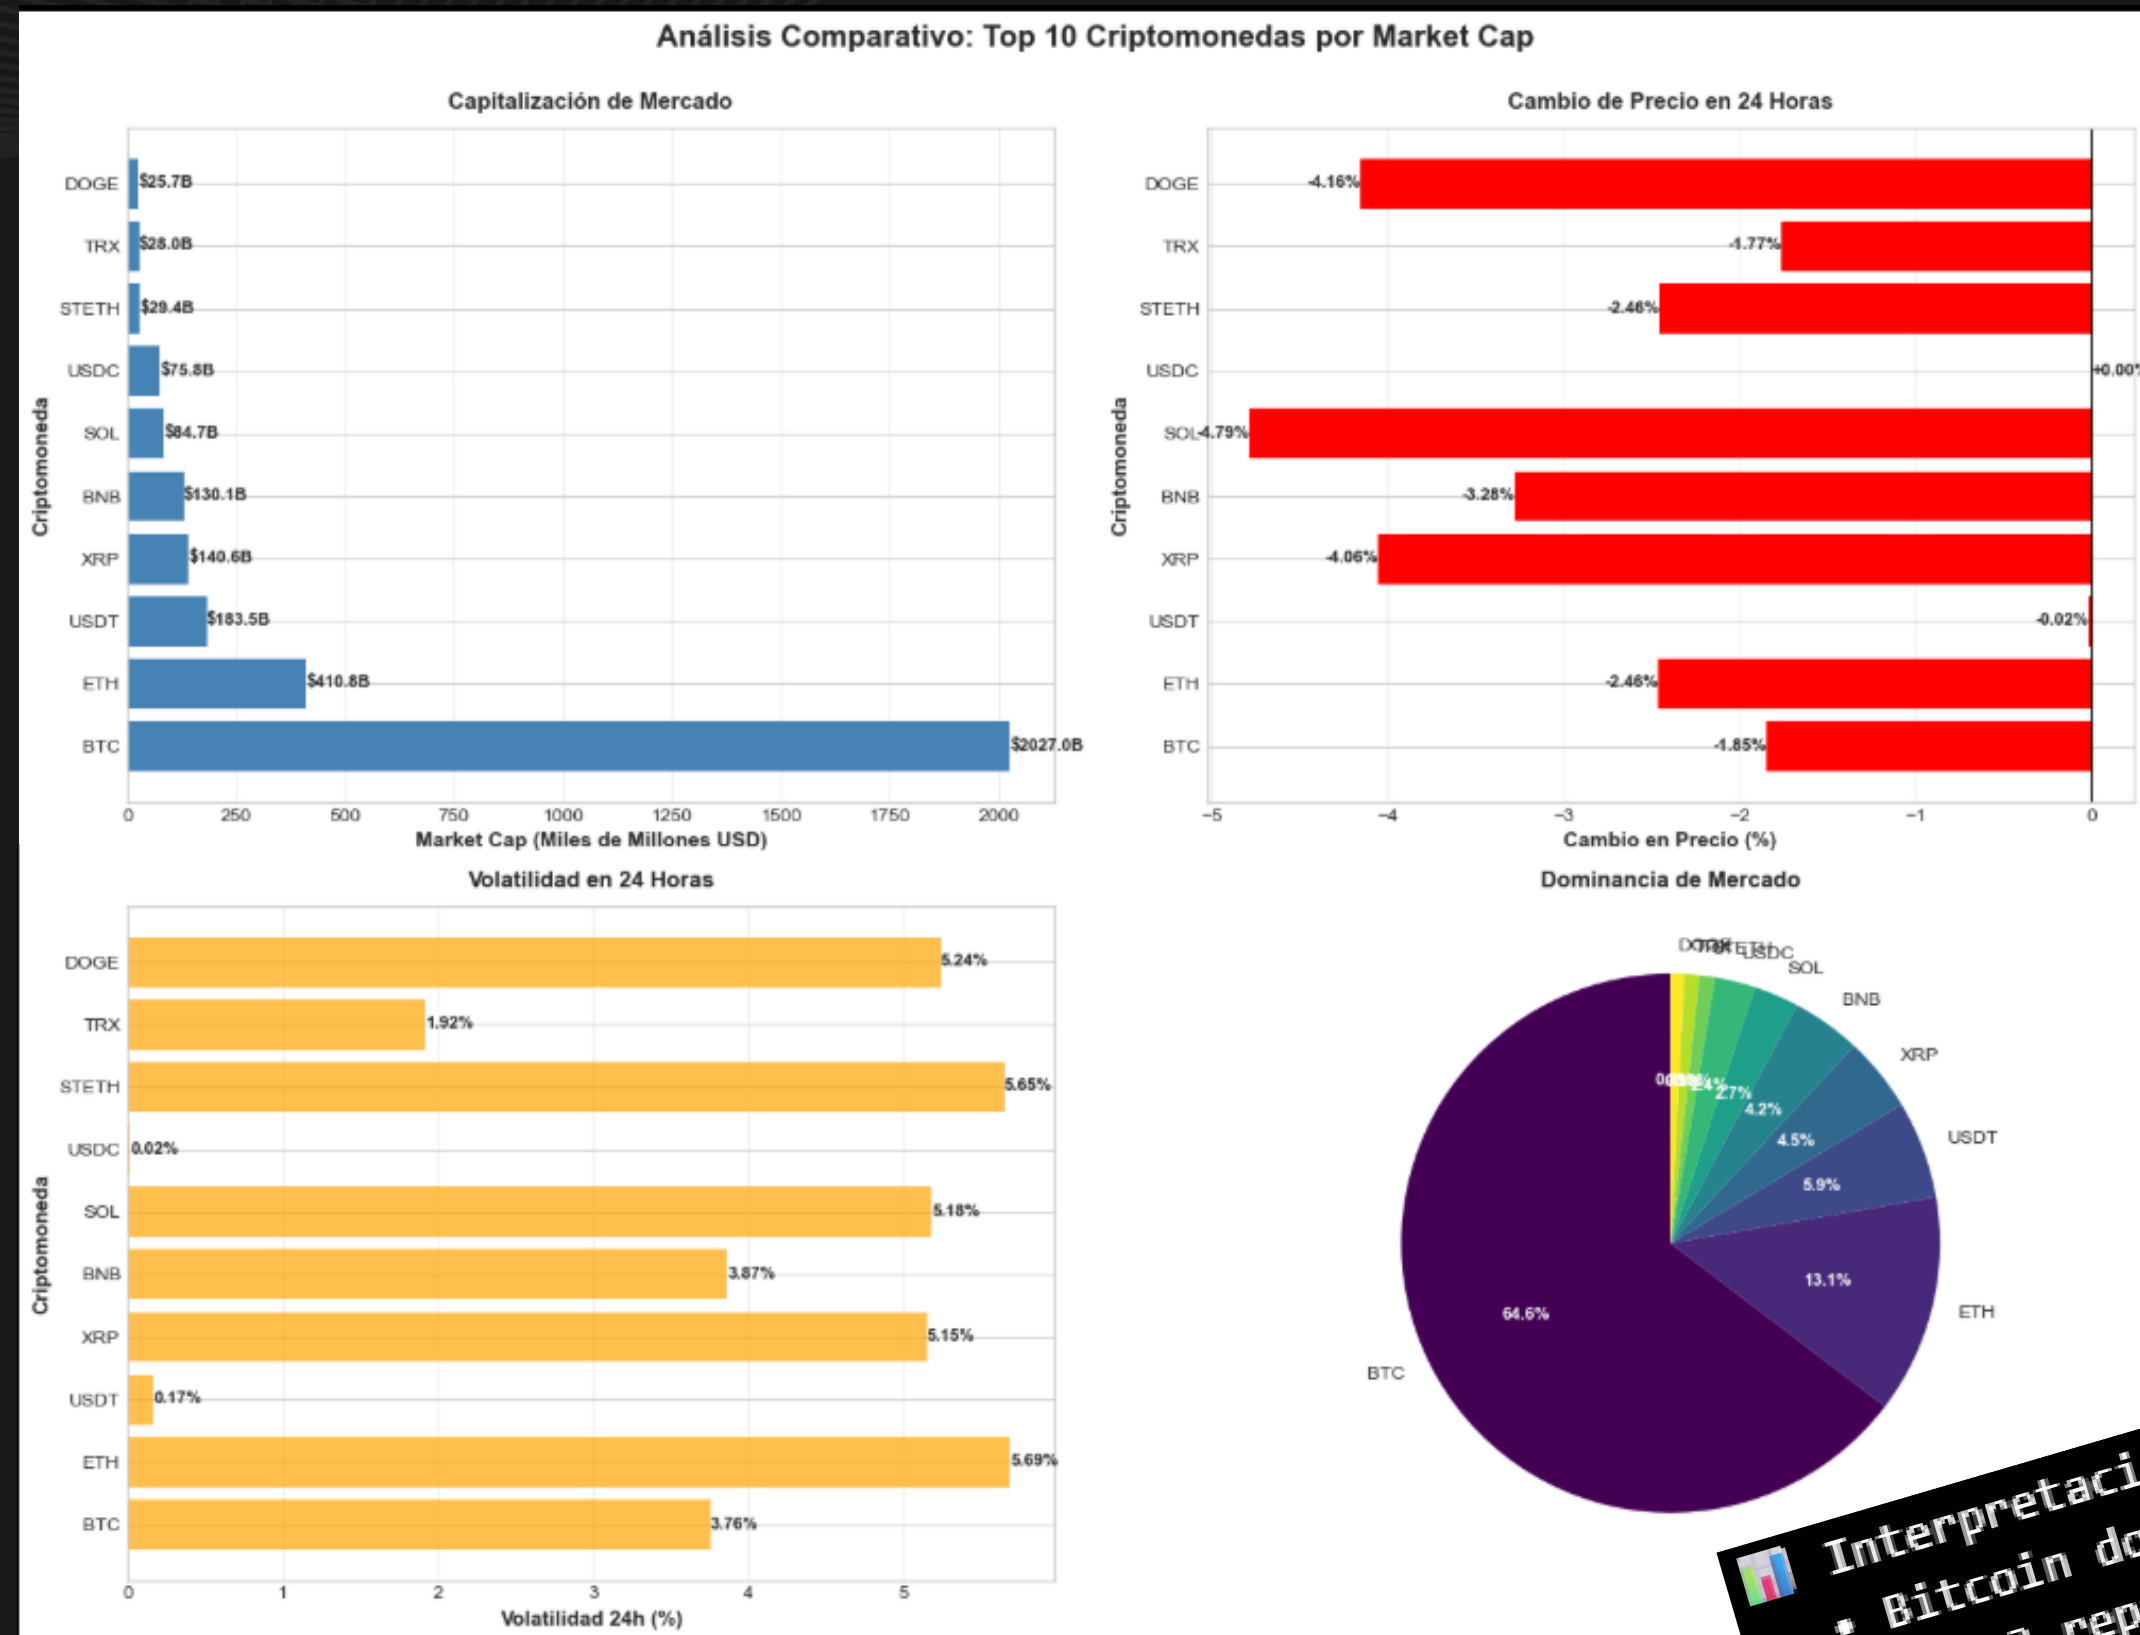 Análisis Comparativo: Top 10 Criptomonedas por Market Cap
Capitalización de Mercado
Criptomoneda
DOGE $25.7B
TRX $28.0B
STETH $29.4B
USDC $75.8B
SOL $84.7B
BNB $130.1B
XRP $140.6B
USDT $183.5B
ETH $410.8B
BTC $2027.0B
0 250 500 750 1000 1250 1500 1750 2000
Market Cap (Miles de Millones USD)
Cambio de Precio en 24 Horas
Criptomoneda
DOGE -4.16%
TRX -1.77%
STETH -2.46%
USDC +0.00%
SOL -4.79%
BNB -3.28%
XRP -4.06%
USDT -0.02%
ETH -2.46%
BTC -1.85%
−5 −4 −3 −2 −1 0
Cambio en Precio (%)
Volatilidad en 24 Horas
Criptomoneda
DOGE 5.24%
TRX 1.92%
STETH 5.65%
USDC 0.02%
SOL 5.18%
BNB 3.87%
XRP 5.15%
USDT 0.17%
ETH 5.69%
BTC 3.76%
0 1 2 3 4 5
Volatilidad 24h (%)
Dominancia de Mercado
DOGE
TRX
STETH
USDC
SOL
BNB
XRP
USDT
ETH
BTC
2.4%
2.7%
4.2%
4.5%
5.9%
13.1%
64.6%
Interpretaci
• Bitcoin do
rep